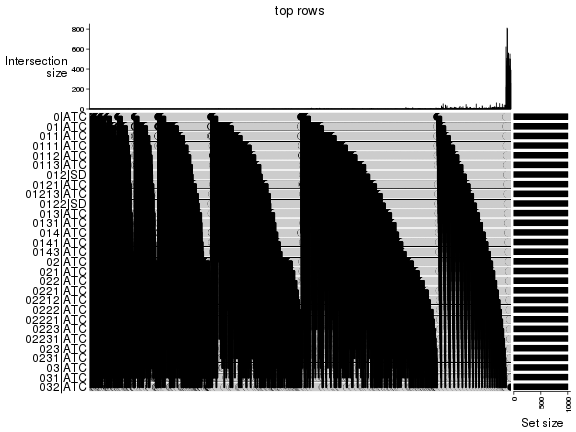 top rows
800
600
400
200
0
Intersection
size
0|ATC
01|ATC
011|ATC
0111|ATC
0112|ATC
0113|ATC
012|SD
0121|ATC
01213|ATC
0122|SD
013|ATC
0131|ATC
014|ATC
0141|ATC
0143|ATC
02|ATC
021|ATC
022|ATC
0221|ATC
02212|ATC
0222|ATC
02221|ATC
0223|ATC
02231|ATC
023|ATC
0231|ATC
03|ATC
031|ATC
032|ATC
0
500
1000
Set size